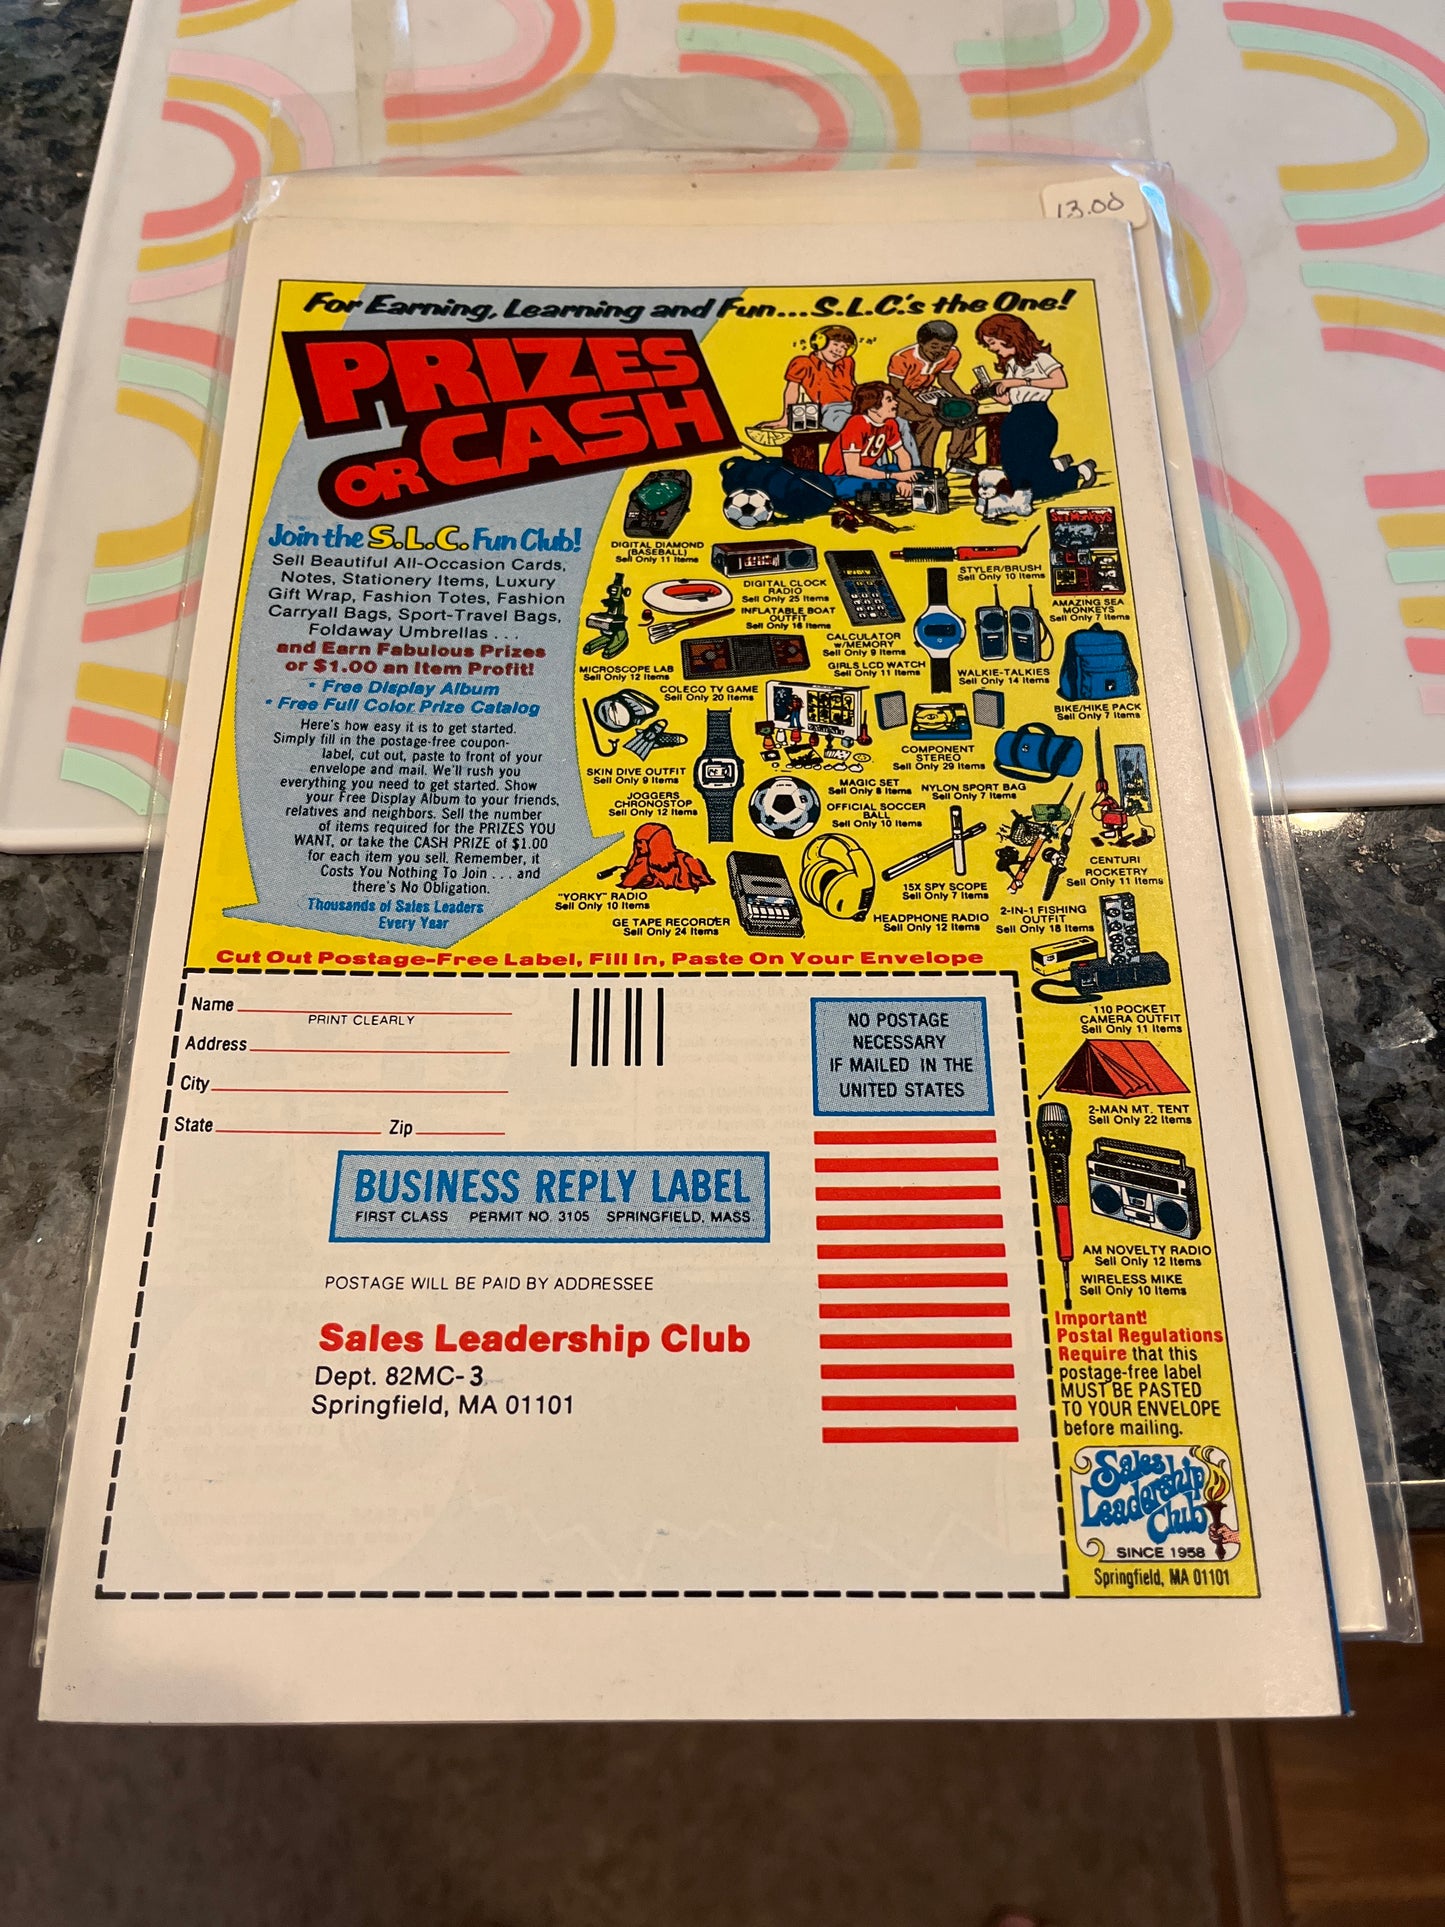 13.00
For Earning, Learning and Fun...S.L.C.'s the One!
PRIZES
OR CASH
Join the S.L.C. Fun Club!
Sell Beautiful All-Occasion Cards,
Notes, Stationery Items, Luxury
Gift Wrap, Fashion Totes, Fashion
Carryall Bags, Sport-Travel Bags,
Foldaway Umbrellas . . .
and Earn Fabulous Prizes
or $1.00 an Item Profit!
* Free Display Album
* Free Full Color Prize Catalog
Here's how easy it is to get started.
Simply fill in the postage-free coupon-
label, cut out, paste to front of your
envelope and mail. We'll rush you
everything you need to get started. Show
your Free Display Album to your friends,
relatives and neighbors. Sell the number
of items required for the PRIZES YOU
WANT, or take the CASH PRIZE of $1.00
for each item you sell. Remember, it
Costs You Nothing To Join . . . and
there's No Obligation.
Thousands of Sales Leaders
Every Year
19
DIGITAL DIAMOND
(BASEBALL)
Sell Only 11 Items
DIGITAL CLOCK
RADIO
Sell Only 25 Items
STYLER/BRUSH
Sell Only 10 Items
Sea Monkeys
AMAZING SEA
MONKEYS
Sell Only 7 Items
INFLATABLE BOAT
OUTFIT
Sell Only 16 Items
CALCULATOR
W/MEMORY
Sell Only 9 Items
MICROSCOPE LAB
Sell Only 12 Items
GIRLS LCD WATCH
Sell Only 11 Items
WALKIE-TALKIES
Sell Only 14 Items
COLECO TV GAME
Sell Only 20 Items
BIKE/HIKE PACK
Sell Only 7 Items
COMPONENT
STEREO
Sell Only 29 Items
SKIN DIVE OUTFIT
Sell Only 9 Items
MAGIC SET
Sell Only 8 Items
NYLON SPORT BAG
Sell Only 7 Items
JOGGERS
CHRONOSTOP
Sell Only 12 Items
OFFICIAL SOCCER
BALL
Sell Only 10 Items
CENTURI
ROCKETRY
Sell Only 11 Items
"YORKY" RADIO
Sell Only 10 Items
15X SPY SCOPE
Sell Only 7 Items
GE TAPE RECORDER
Sell Only 24 Items
HEADPHONE RADIO
Sell Only 12 Items
2-IN-1 FISHING
OUTFIT
Sell Only 18 Items
110 POCKET
CAMERA OUTFIT
Sell Only 11 Items
2-MAN MT. TENT
Sell Only 22 Items
AM NOVELTY RADIO
Sell Only 12 Items
WIRELESS MIKE
Sell Only 10 Items
Important!
Postal Regulations
Require that this
postage-free label
MUST BE PASTED
TO YOUR ENVELOPE
before mailing.
Sales
Leadership
Club
SINCE 1958
Springfield, MA 01101
Cut Out Postage-Free Label, Fill In, Paste On Your Envelope
Name
PRINT CLEARLY
Address
City
State Zip
NO POSTAGE
NECESSARY
IF MAILED IN THE
UNITED STATES
BUSINESS REPLY LABEL
FIRST CLASS PERMIT NO. 3105 SPRINGFIELD, MASS.
POSTAGE WILL BE PAID BY ADDRESSEE
Sales Leadership Club
Dept. 82MC-3
Springfield, MA 01101